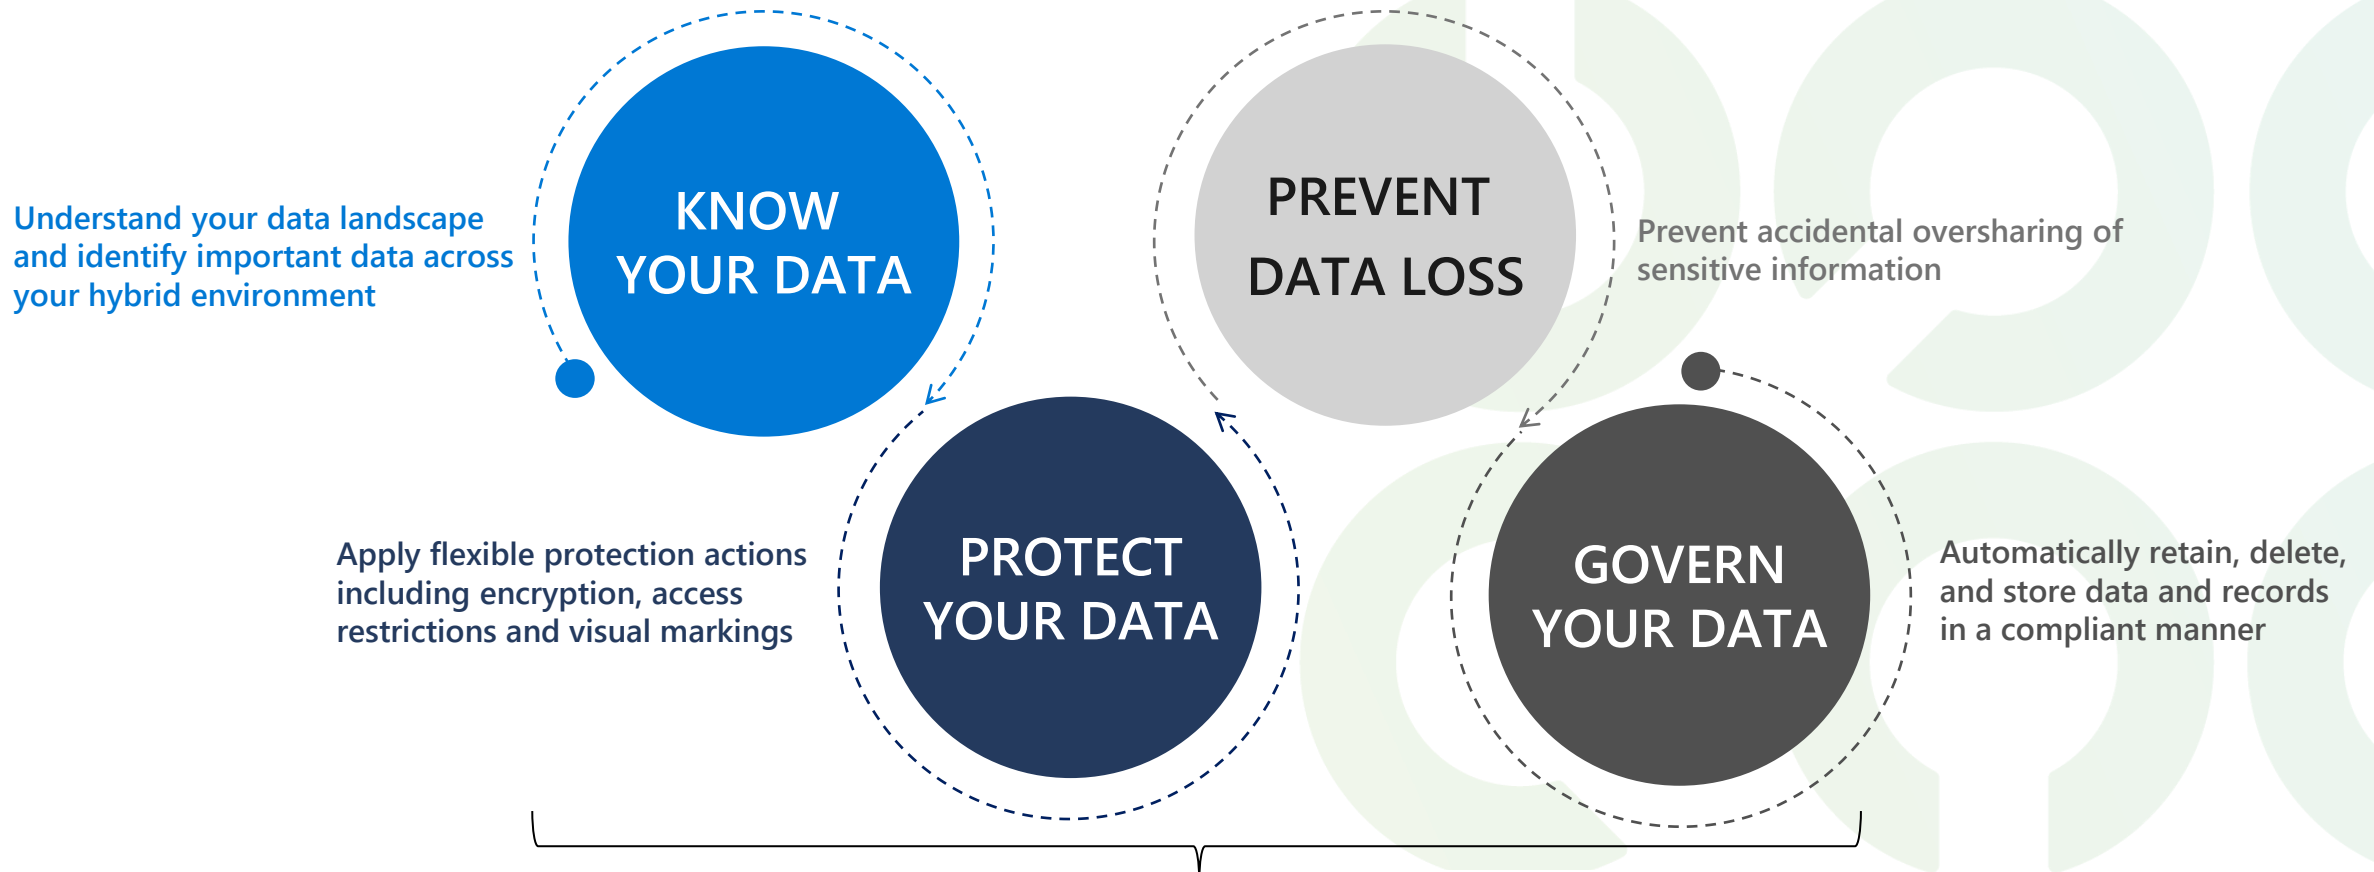 KNOW
YOUR DATA
Understand your data landscape
and identify important data across
your hybrid environment
PROTECT
YOUR DATA
Apply flexible protection actions
including encryption, access
restrictions and visual markings
PREVENT
DATA LOSS
Prevent accidental oversharing of
sensitive information
GOVERN
YOUR DATA
Automatically retain, delete,
and store data and records
in a compliant manner